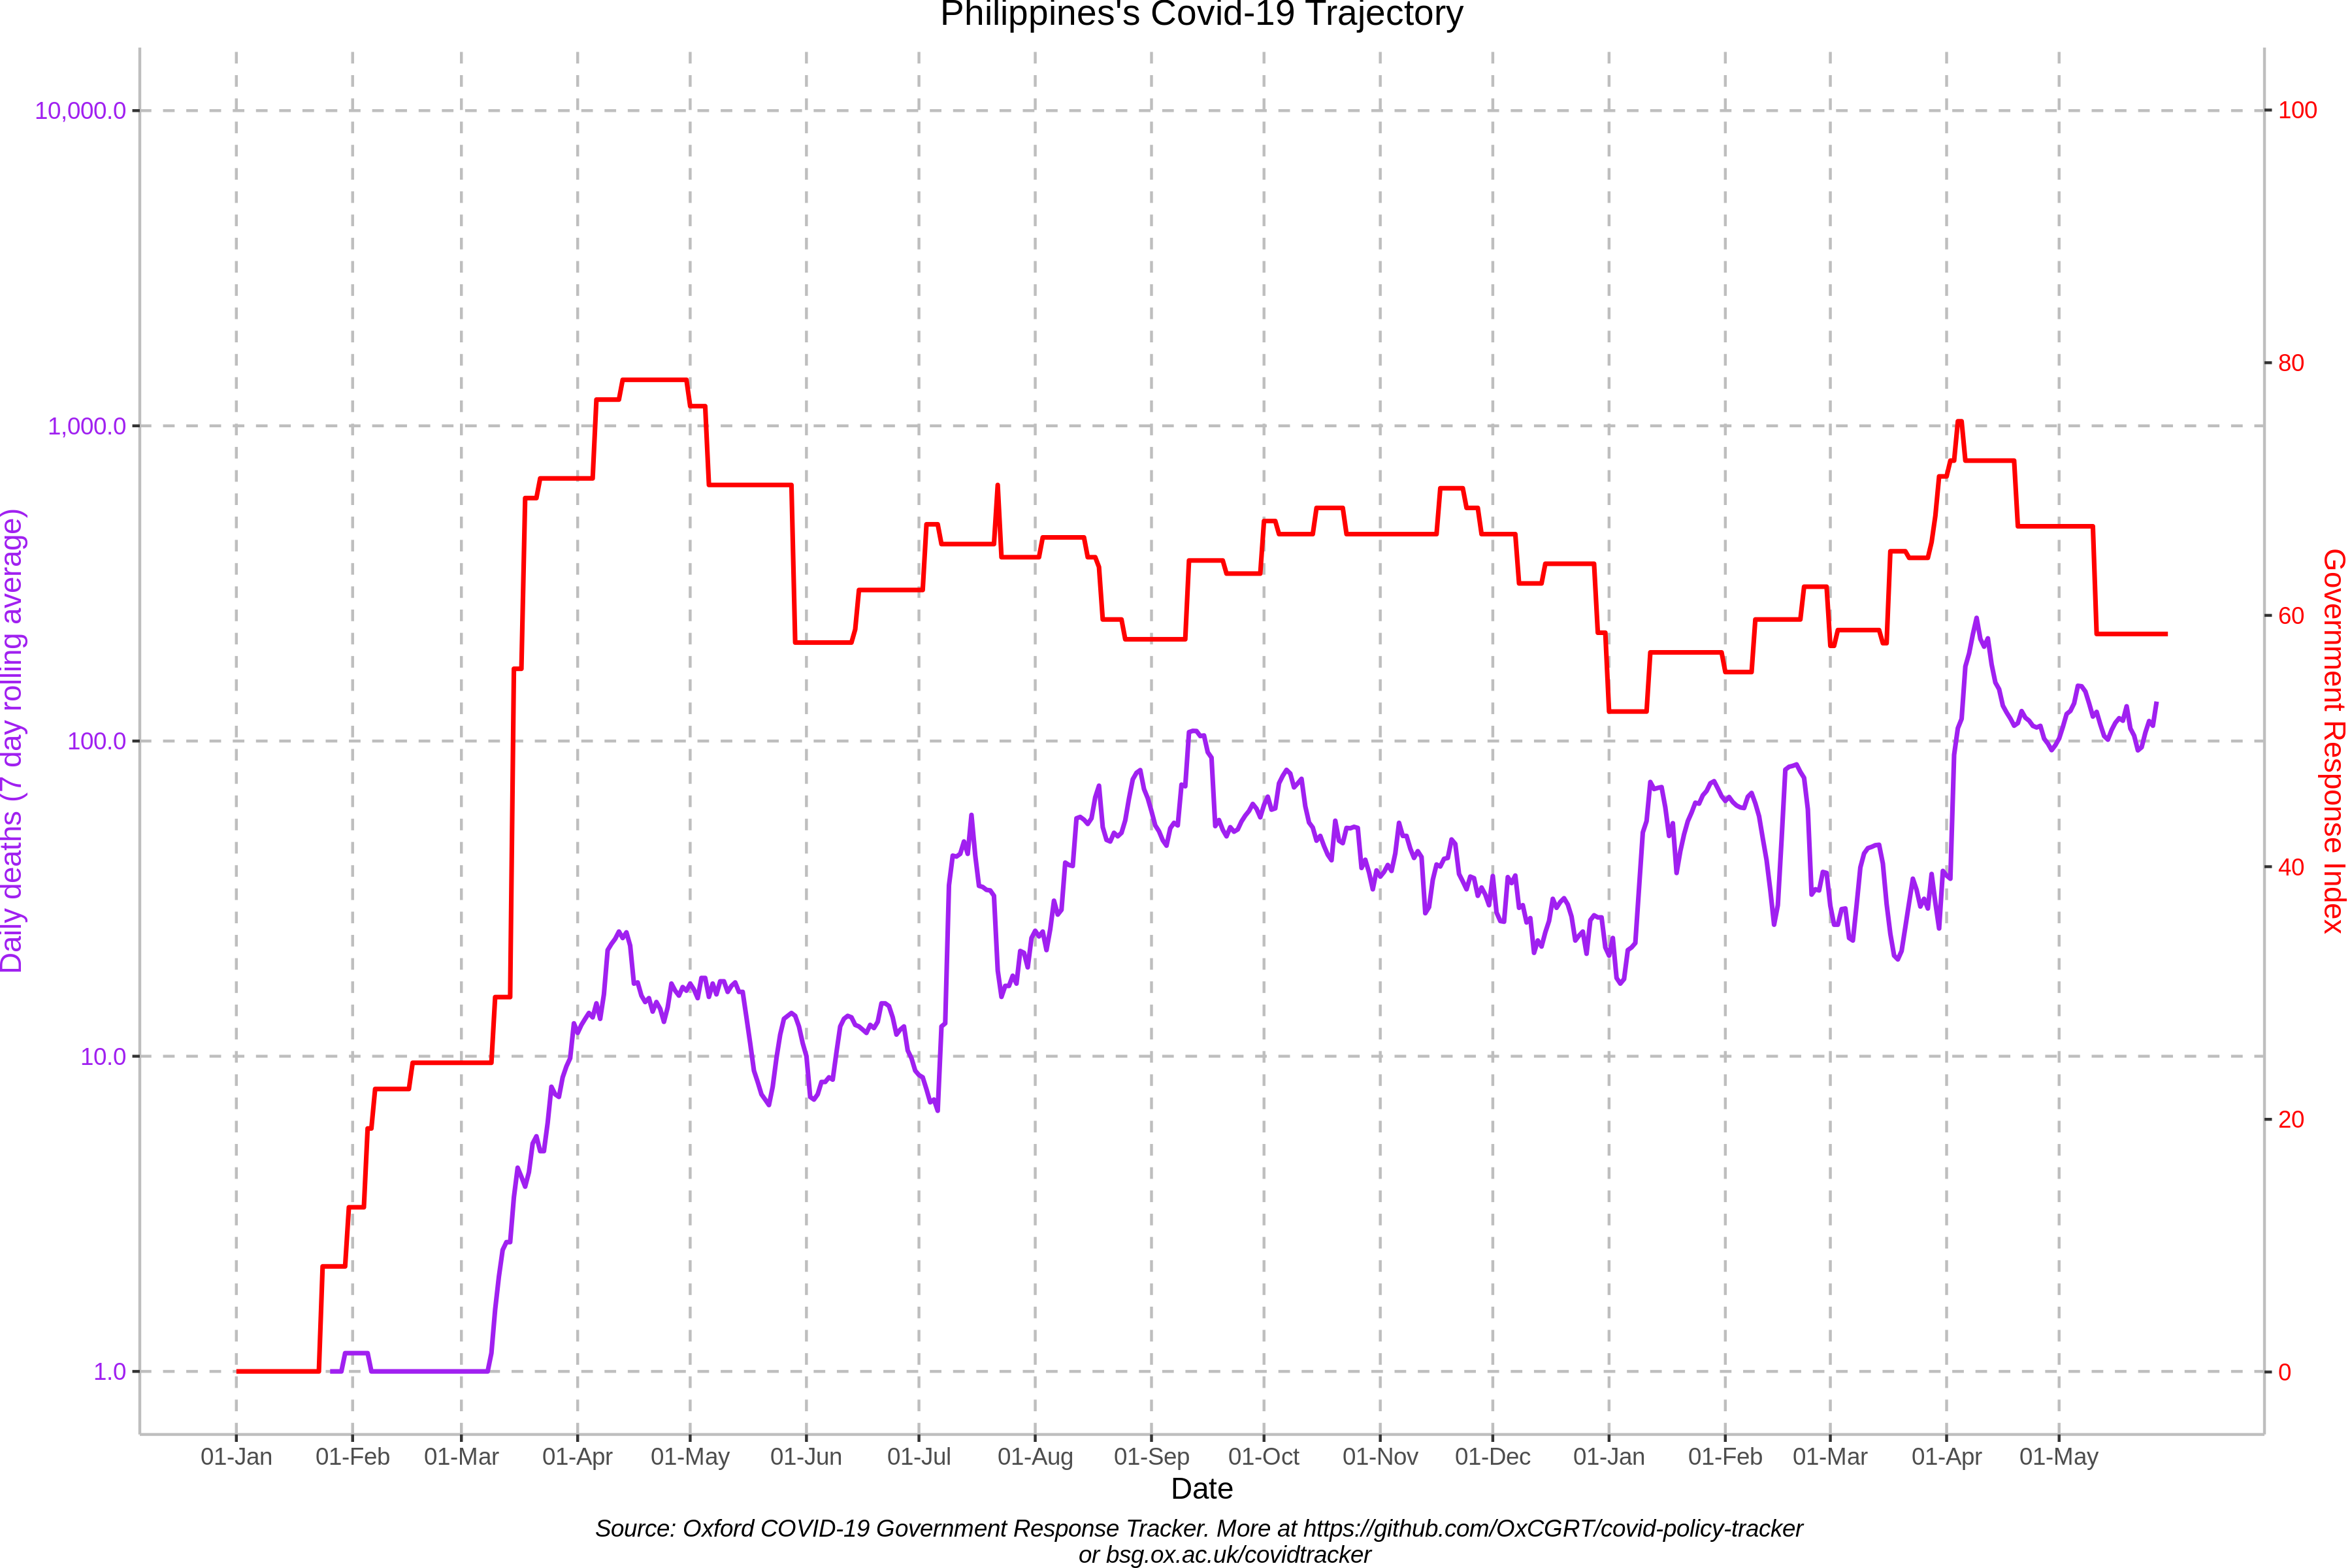 Philippines's Covid-19 Trajectory
10,000.0
1,000.0
100.0
10.0
1.0
Daily deaths (7 day rolling average)
100
80
60
40
20
0
Government Response Index
01-Jan 01-Feb 01-Mar 01-Apr 01-May 01-Jun 01-Jul 01-Aug 01-Sep 01-Oct 01-Nov 01-Dec 01-Jan 01-Feb 01-Mar 01-Apr 01-May
Date
Source: Oxford COVID-19 Government Response Tracker. More at https://github.com/OxCGRT/covid-policy-tracker
or bsg.ox.ac.uk/covidtracker